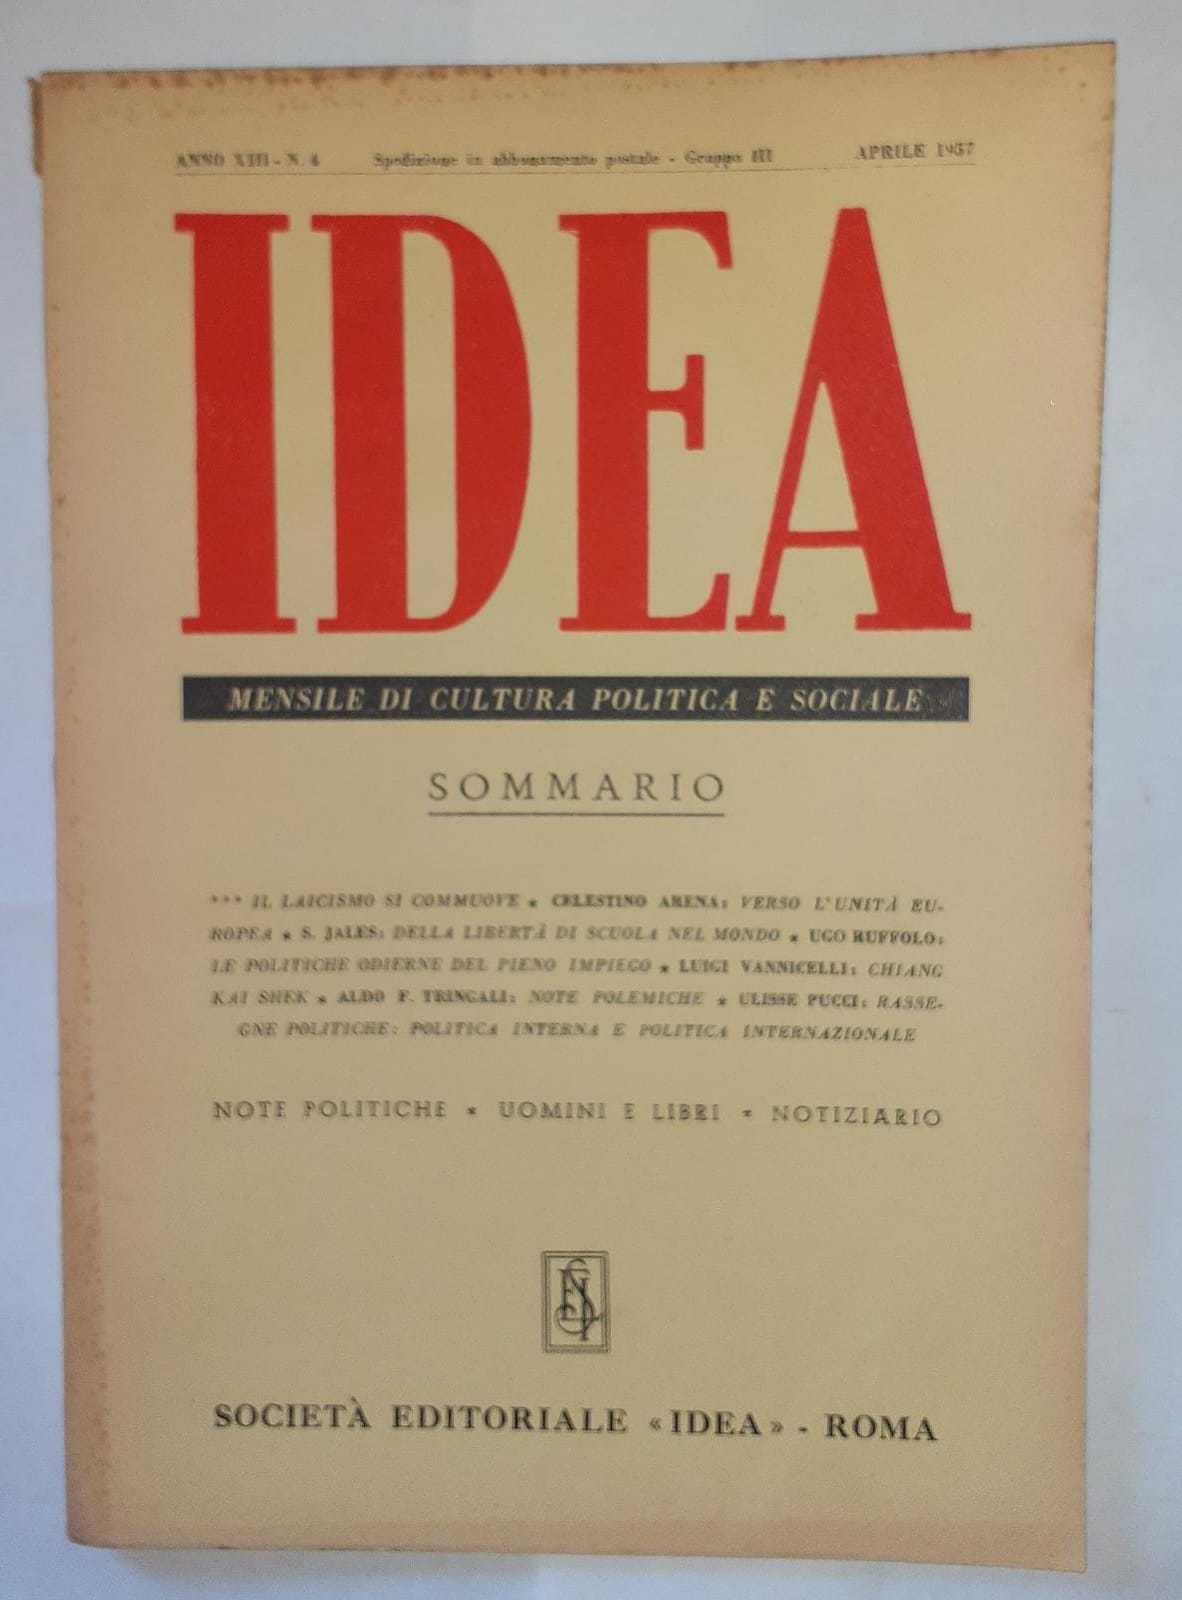 ANNO XIII - N. 4 Spedizione in abbonamento postale - Gruppo III APRILE 1957
IDEA
MENSILE DI CULTURA POLITICA E SOCIALE
SOMMARIO
*** IL LAICISMO SI COMMUOVE * CELESTINO ARENA: VERSO L'UNITÀ EU-
ROPEA * S. JALES: DELLA LIBERTÀ DI SCUOLA NEL MONDO * UGO RUFFOLO:
LE POLITICHE ODIERNE DEL PIENO IMPIEGO * LUIGI VANNICELLI: CHIANG
KAI SHEK * ALDO F. TRINGALI: NOTE POLEMICHE * ULISSE PUCCI: RASSE-
GNE POLITICHE: POLITICA INTERNA E POLITICA INTERNAZIONALE
NOTE POLITICHE * UOMINI E LIBRI * NOTIZIARIO
SOCIETÀ EDITORIALE «IDEA» - ROMA